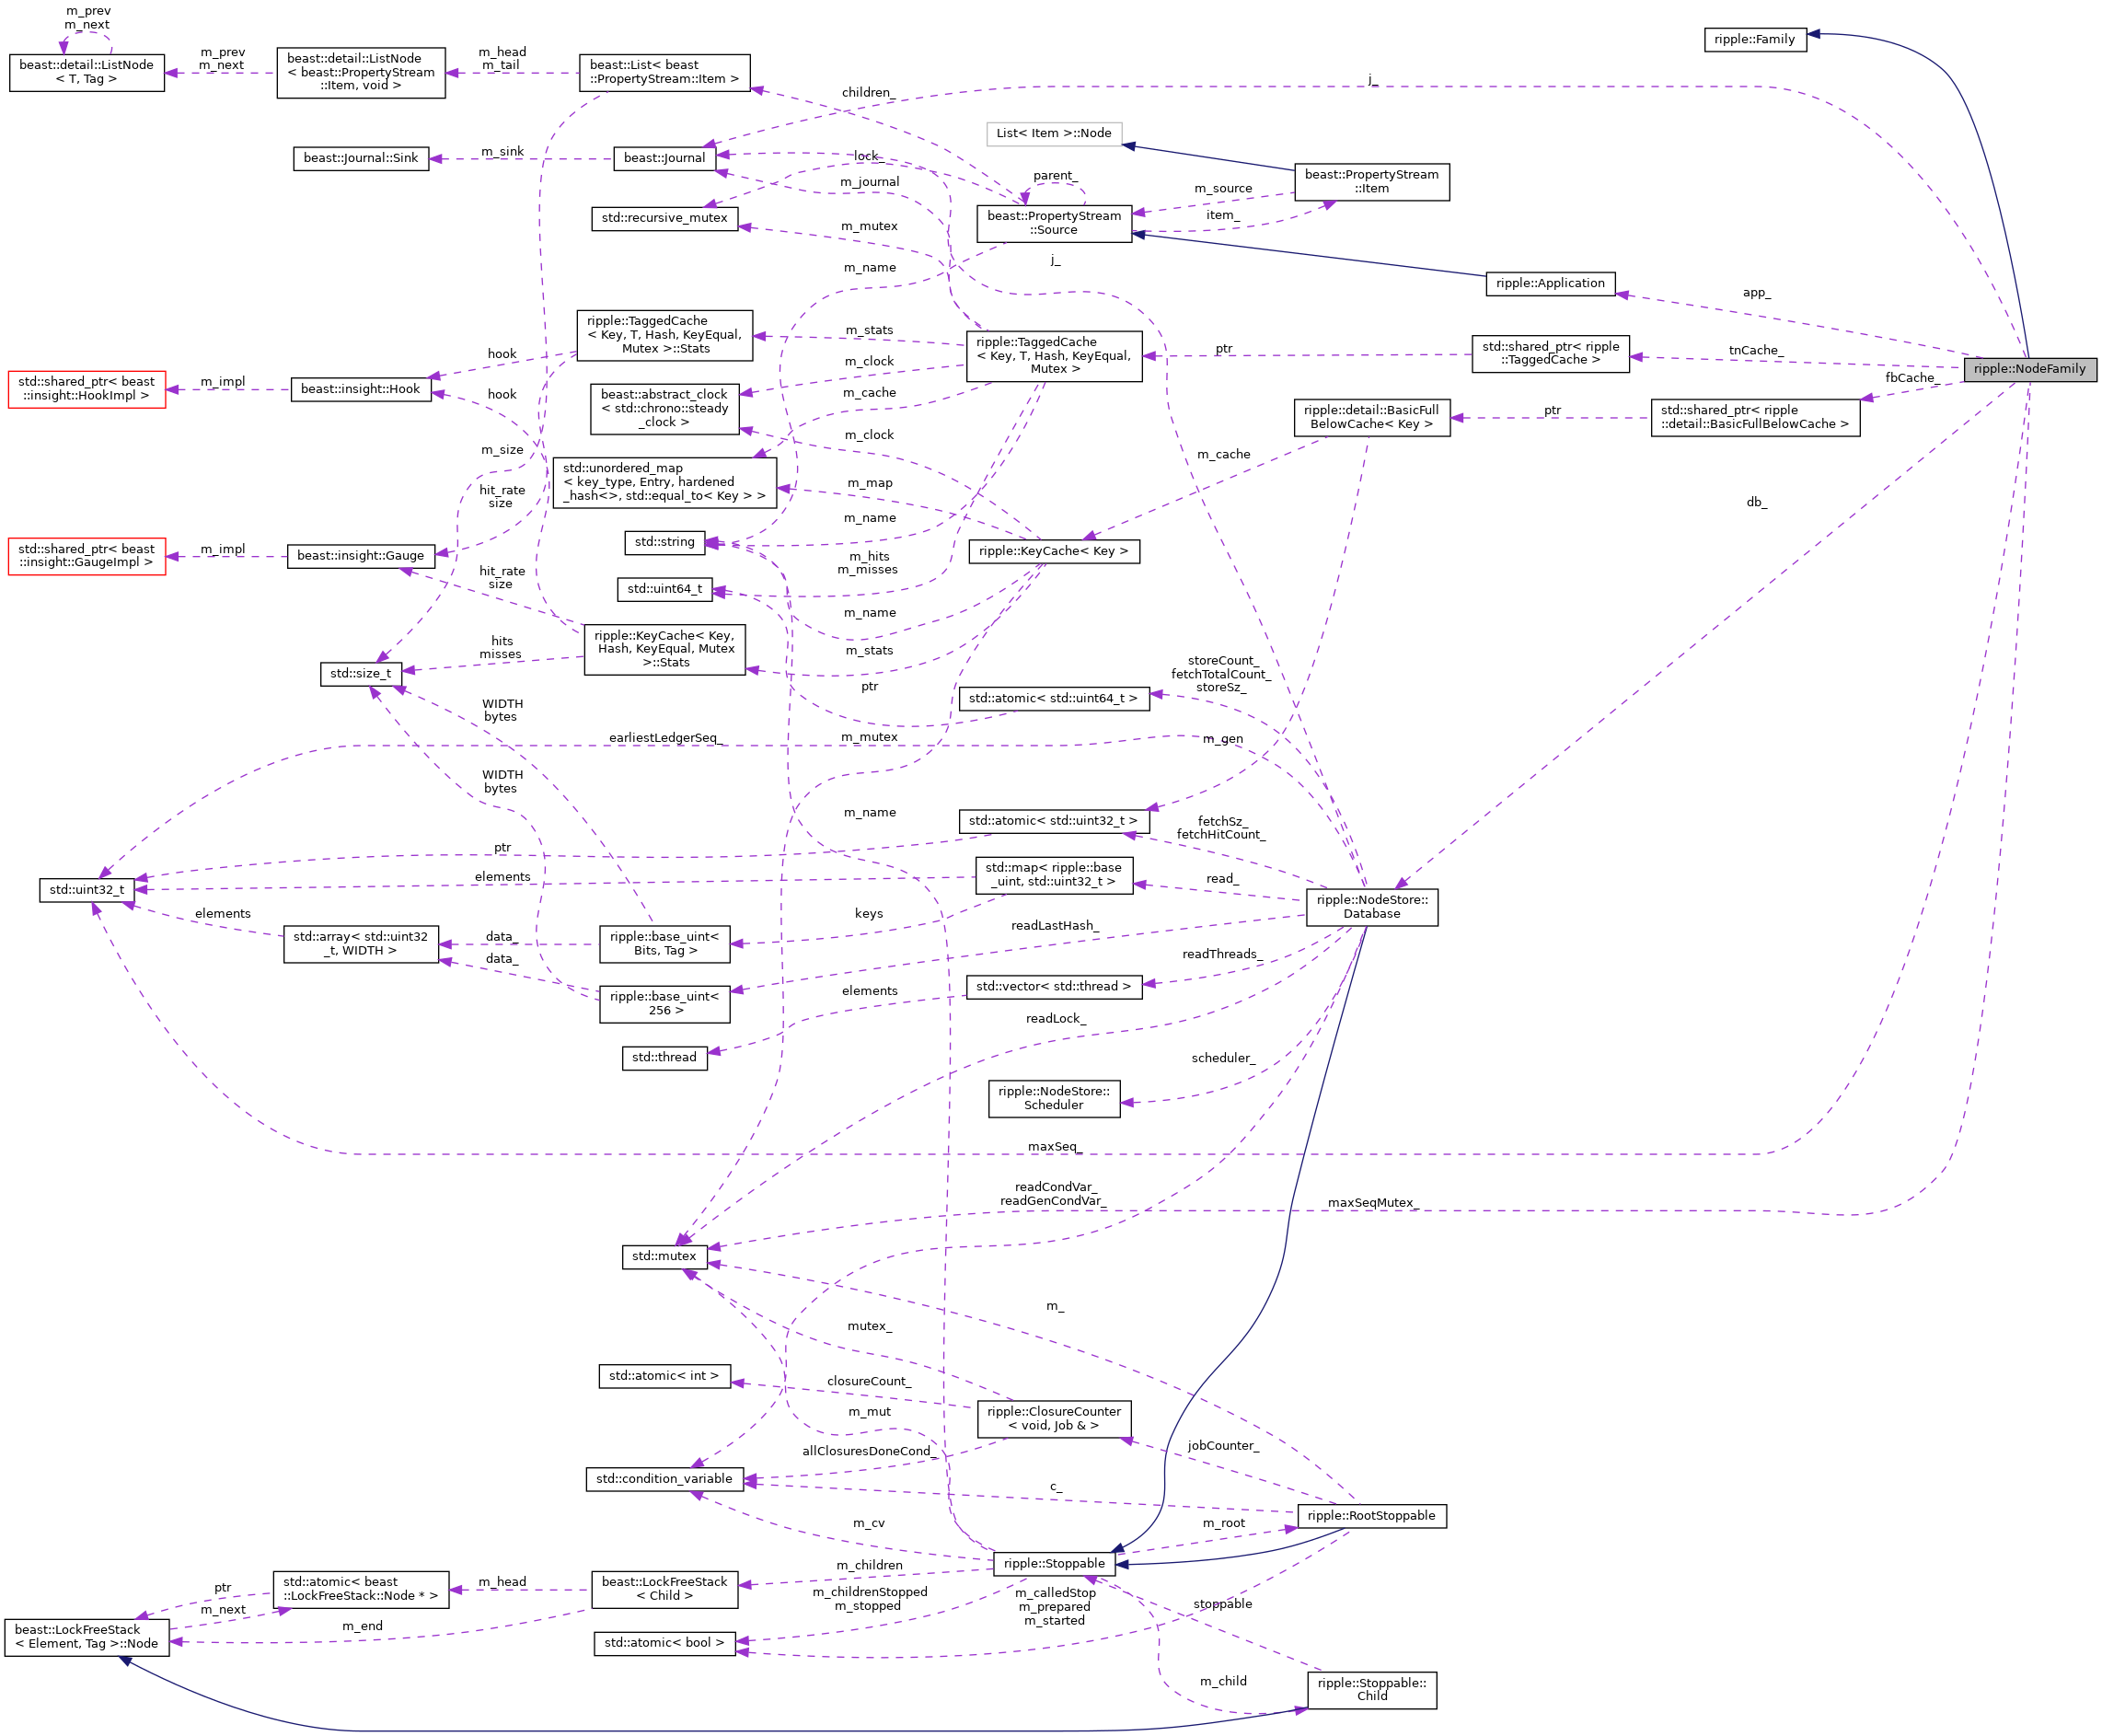 m_prev
m_next
beast::detail::ListNode
< T, Tag >
m_prev
m_next
beast::detail::ListNode
< beast::PropertyStream
::Item, void >
m_head
m_tail
beast::List< beast
::PropertyStream::Item >
children_
j_
ripple::Family
List< Item >::Node
beast::Journal::Sink
m_sink
beast::Journal
lock_
m_journal
parent_
beast::PropertyStream
::Source
m_source
item_
beast::PropertyStream
::Item
std::recursive_mutex
m_mutex
m_name
j_
ripple::Application
app_
ripple::TaggedCache
< Key, T, Hash, KeyEqual,
Mutex >::Stats
m_stats
ripple::TaggedCache
< Key, T, Hash, KeyEqual,
Mutex >
ptr
std::shared_ptr< ripple
::TaggedCache >
tnCache_
ripple::NodeFamily
fbCache_
hook
std::shared_ptr< beast
::insight::HookImpl >
m_impl
beast::insight::Hook
hook
m_clock
beast::abstract_clock
< std::chrono::steady
_clock >
m_cache
m_clock
ripple::detail::BasicFull
BelowCache< Key >
ptr
std::shared_ptr< ripple
::detail::BasicFullBelowCache >
m_size
m_cache
std::unordered_map
< key_type, Entry, hardened
_hash<>, std::equal_to< Key > >
m_map
hit_rate
size
db_
m_name
std::string
std::shared_ptr< beast
::insight::GaugeImpl >
m_impl
beast::insight::Gauge
ripple::KeyCache< Key >
m_hits
m_misses
hit_rate
size
std::uint64_t
m_name
ripple::KeyCache< Key,
Hash, KeyEqual, Mutex
>::Stats
hits
misses
m_stats
std::size_t
ptr
storeCount_
fetchTotalCount_
storeSz_
std::atomic< std::uint64_t >
WIDTH
bytes
earliestLedgerSeq_
m_mutex
m_gen
WIDTH
bytes
m_name
std::atomic< std::uint32_t >
fetchSz_
fetchHitCount_
ptr
std::uint32_t
elements
std::map< ripple::base
_uint, std::uint32_t >
read_
ripple::NodeStore::
Database
elements
keys
readLastHash_
std::array< std::uint32
_t, WIDTH >
data_
data_
ripple::base_uint<
Bits, Tag >
ripple::base_uint<
256 >
elements
std::vector< std::thread >
readThreads_
readLock_
std::thread
scheduler_
ripple::NodeStore::
Scheduler
maxSeq_
readCondVar_
readGenCondVar_
maxSeqMutex_
std::mutex
m_
mutex_
std::atomic< int >
closureCount_
ripple::ClosureCounter
< void, Job & >
m_mut
allClosuresDoneCond_
jobCounter_
std::condition_variable
c_
ripple::RootStoppable
m_cv
m_root
ripple::Stoppable
m_children
ptr
std::atomic< beast
::LockFreeStack::Node * >
m_head
beast::LockFreeStack
< Child >
m_childrenStopped
m_stopped
m_calledStop
m_prepared
m_started
stoppable
m_next
beast::LockFreeStack
< Element, Tag >::Node
m_end
std::atomic< bool >
m_child
ripple::Stoppable::
Child